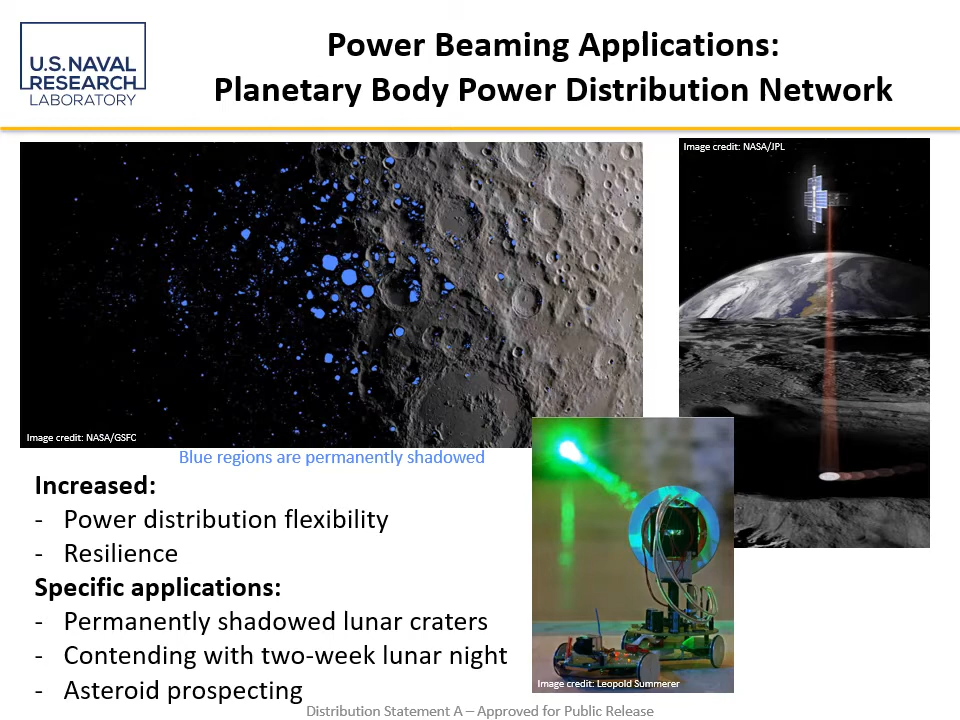 U.S. NAVAL
RESEARCH
LABORATORY
Power Beaming Applications:
Planetary Body Power Distribution Network
Image credit: NASA/JPL
Image credit: NASA/GSFC
Blue regions are permanently shadowed
Increased:
- Power distribution flexibility
- Resilience
Specific applications:
- Permanently shadowed lunar craters
- Contending with two-week lunar night
- Asteroid prospecting
Image credit: Leopold Summerer
Distribution Statement A – Approved for Public Release